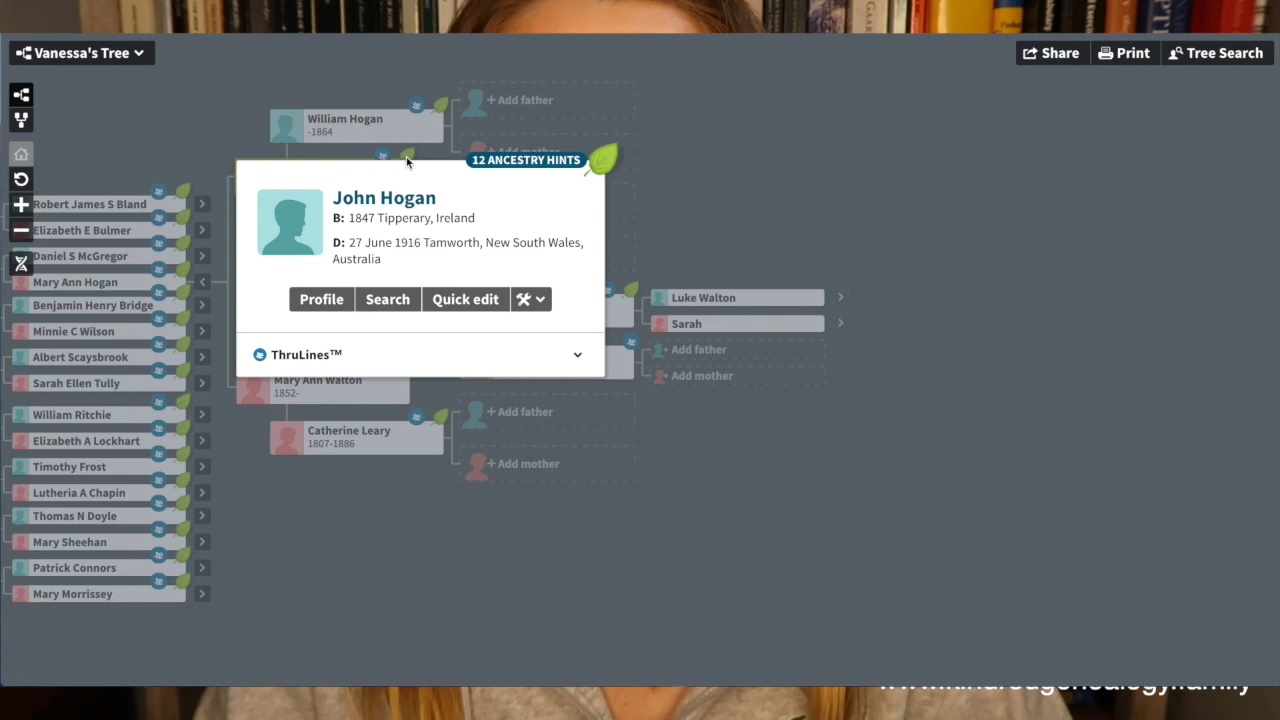 Vanessa's Tree
Share
Print
Tree Search
William Hogan
-1864
+ Add father
12 ANCESTRY HINTS
John Hogan
B: 1847 Tipperary, Ireland
D: 27 June 1916 Tamworth, New South Wales,
Australia
Profile
Search
Quick edit
ThruLines™
Robert James S Bland
Elizabeth E Bulmer
Daniel S McGregor
Mary Ann Hogan
Benjamin Henry Bridge
Minnie C Wilson
Albert Scaysbrook
Sarah Ellen Tully
William Ritchie
Elizabeth A Lockhart
Timothy Frost
Lutheria A Chapin
Thomas N Doyle
Mary Sheehan
Patrick Connors
Mary Morrissey
Mary Ann Walton
1852-
Catherine Leary
1807-1886
+ Add father
+ Add mother
Luke Walton
Sarah
+ Add father
+ Add mother